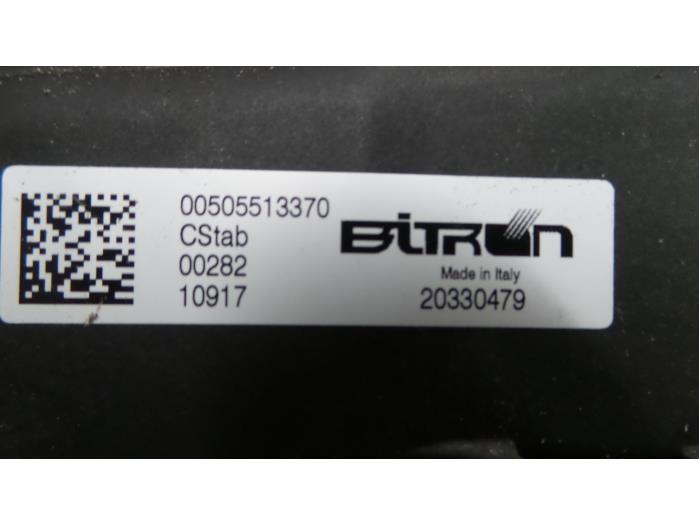 00505513370
CStab
00282
10917
BiTRON
Made in Italy
20330479